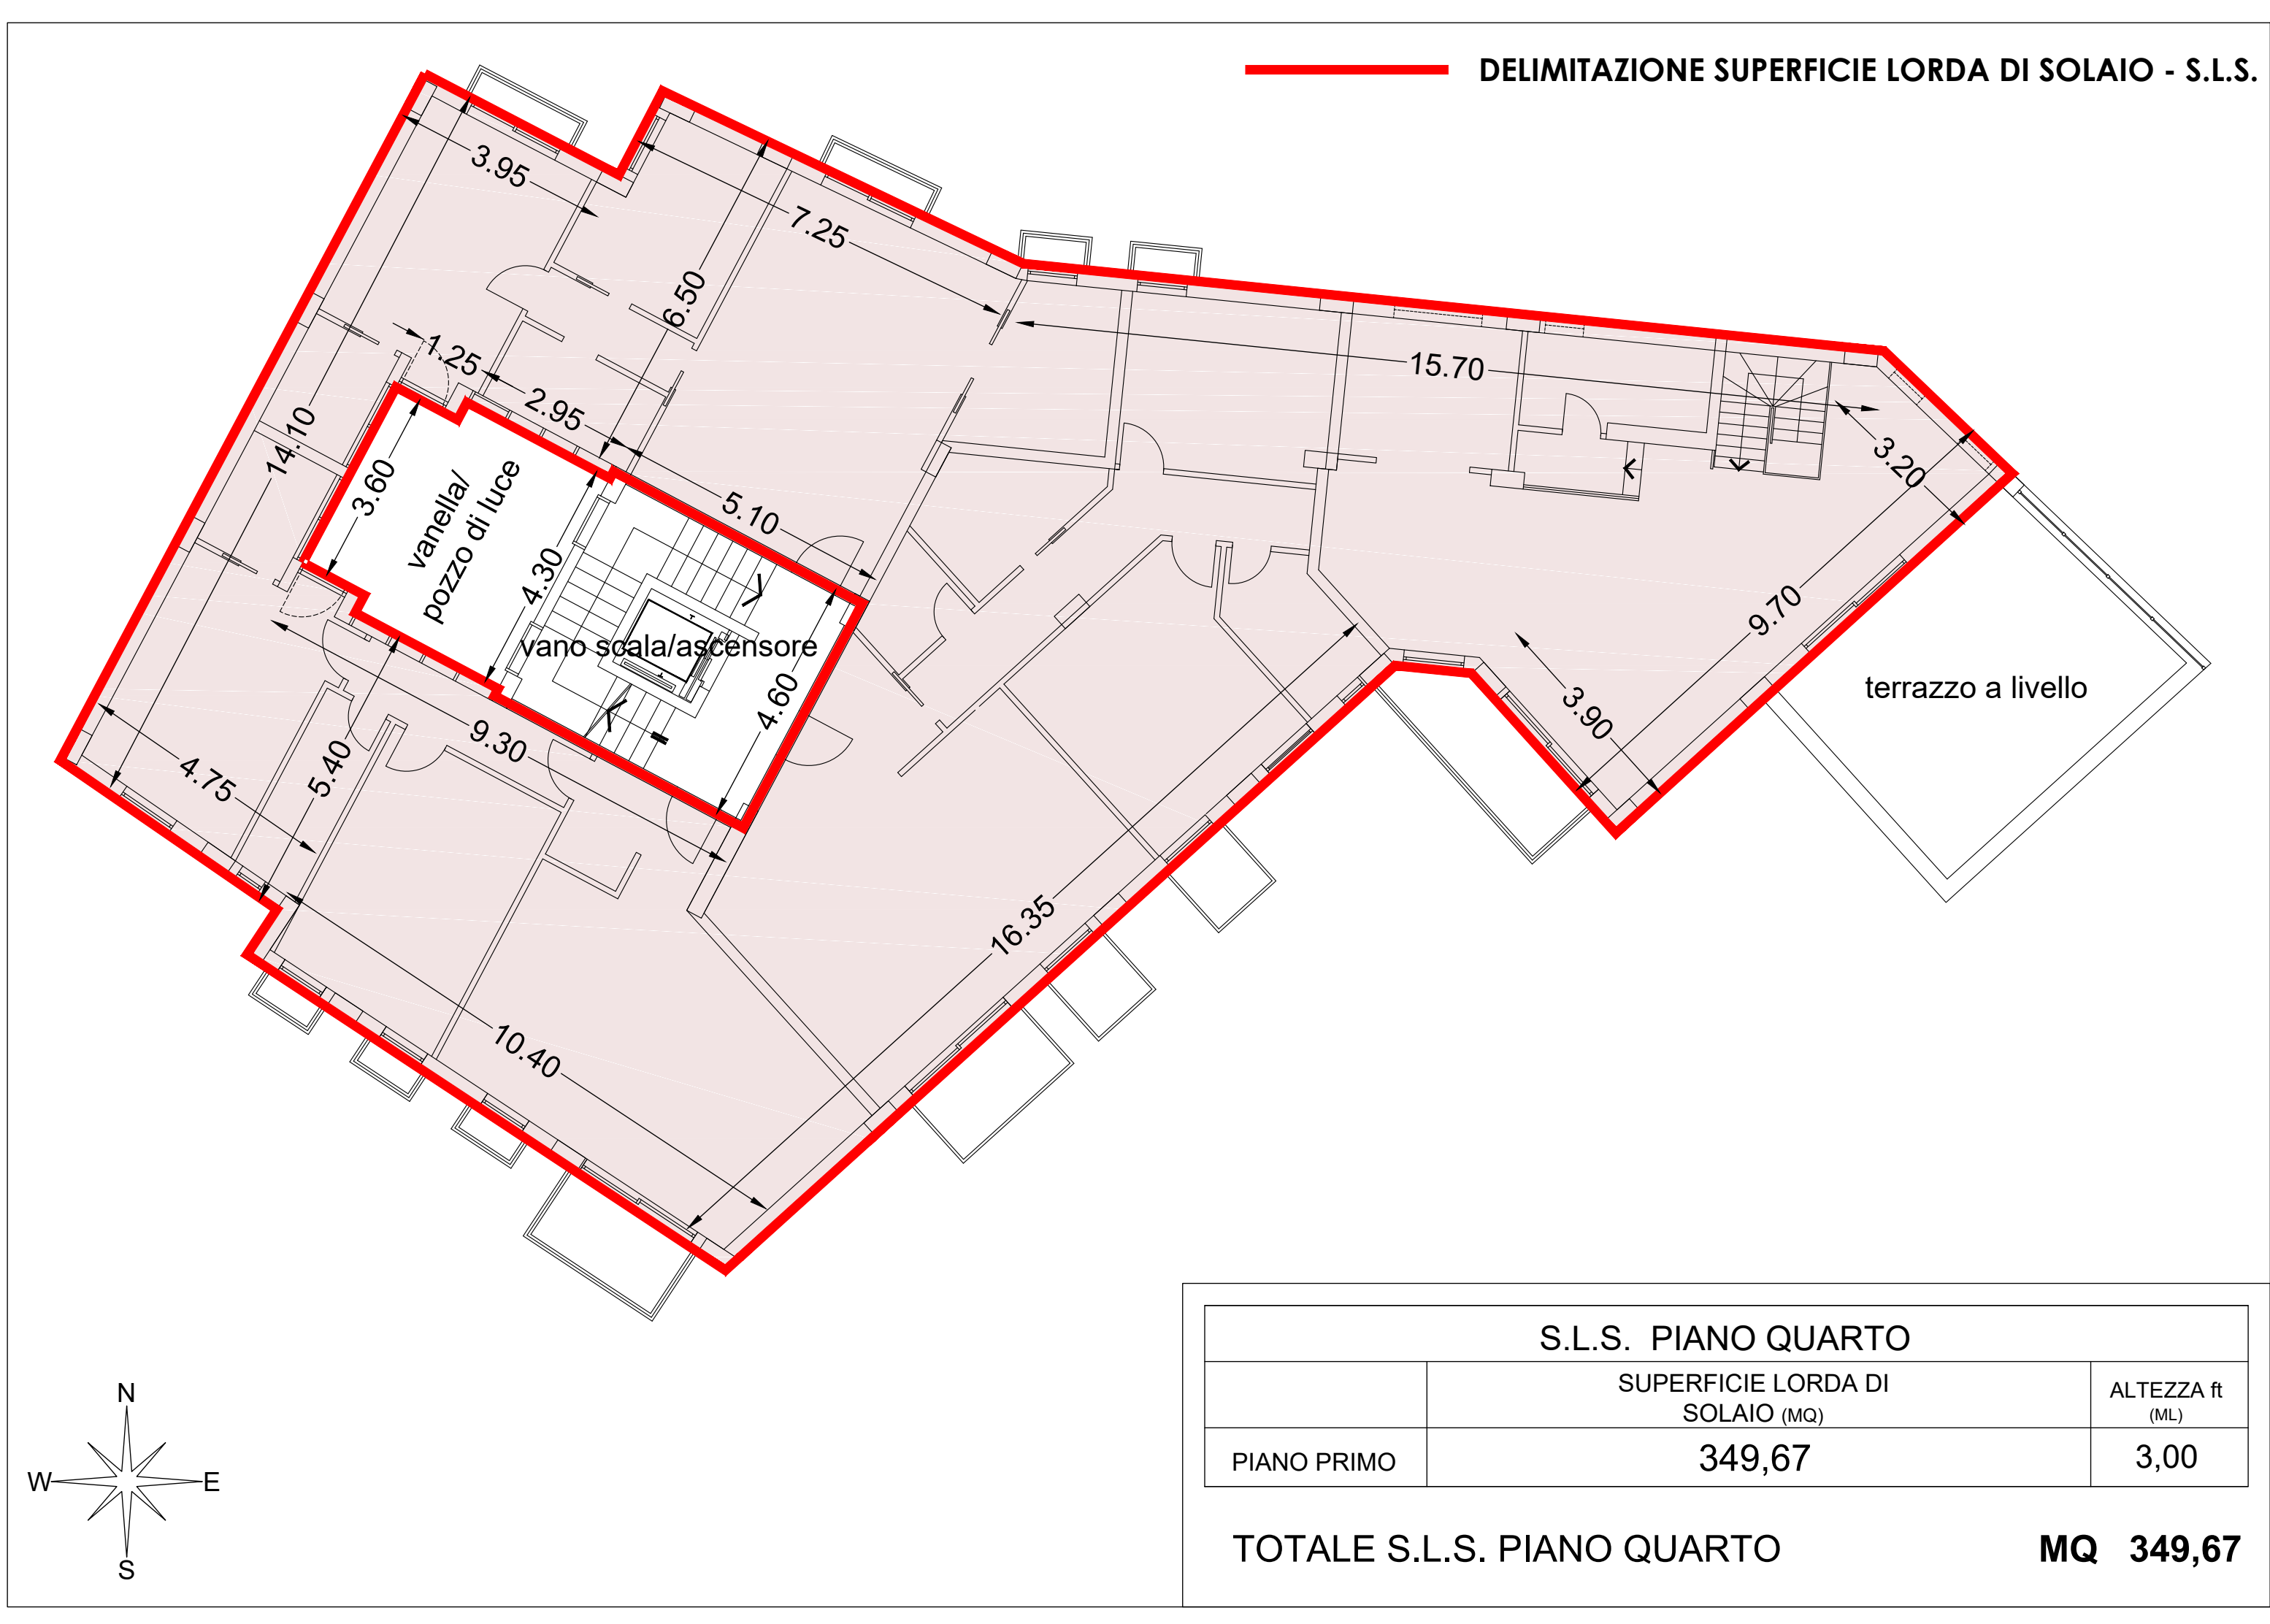 DELIMITAZIONE SUPERFICIE LORDA DI SOLAIO - S.L.S.
3.95
7.25
6.50
1.25
2.95
15.70
14.10
3.60
vanella/
pozzo di luce
5.10
4.30
3.20
9.70
vano scala/ascensore
4.60
terrazzo a livello
3.90
9.30
4.75
5.40
16.35
10.40
N
W
E
S
S.L.S. PIANO QUARTO
SUPERFICIE LORDA DI
SOLAIO (MQ)
ALTEZZA ft
(ML)
PIANO PRIMO
349,67
3,00
TOTALE S.L.S. PIANO QUARTO
MQ 349,67